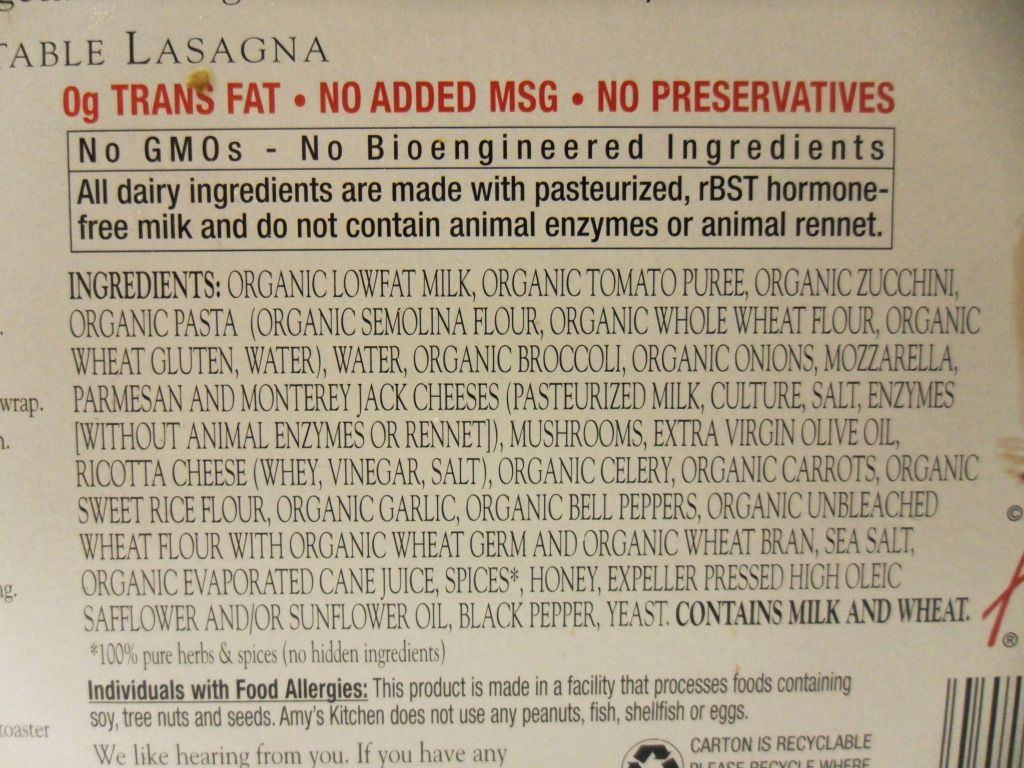 TABLE LASAGNA
0g TRANS FAT • NO ADDED MSG • NO PRESERVATIVES
No GMOs - No Bioengineered Ingredients
All dairy ingredients are made with pasteurized, rBST hormone-
free milk and do not contain animal enzymes or animal rennet.
INGREDIENTS: ORGANIC LOWFAT MILK, ORGANIC TOMATO PUREE, ORGANIC ZUCCHINI,
ORGANIC PASTA (ORGANIC SEMOLINA FLOUR, ORGANIC WHOLE WHEAT FLOUR, ORGANIC
WHEAT GLUTEN, WATER), WATER, ORGANIC BROCCOLI, ORGANIC ONIONS, MOZZARELLA,
wrap. PARMESAN AND MONTEREY JACK CHEESES (PASTEURIZED MILK, CULTURE, SALT, ENZYMES
[WITHOUT ANIMAL ENZYMES OR RENNET]), MUSHROOMS, EXTRA VIRGIN OLIVE OIL,
RICOTTA CHEESE (WHEY, VINEGAR, SALT), ORGANIC CELERY, ORGANIC CARROTS, ORGANIC
SWEET RICE FLOUR, ORGANIC GARLIC, ORGANIC BELL PEPPERS, ORGANIC UNBLEACHED
©
WHEAT FLOUR WITH ORGANIC WHEAT GERM AND ORGANIC WHEAT BRAN, SEA SALT,
ORGANIC EVAPORATED CANE JUICE, SPICES*, HONEY, EXPELLER PRESSED HIGH OLEIC
SAFFLOWER AND/OR SUNFLOWER OIL, BLACK PEPPER, YEAST. CONTAINS MILK AND WHEAT.
®
*100% pure herbs & spices (no hidden ingredients)
Individuals with Food Allergies: This product is made in a facility that processes foods containing
soy, tree nuts and seeds. Amy's Kitchen does not use any peanuts, fish, shellfish or eggs.
toaster
We like hearing from you. If you have any
CARTON IS RECYCLABLE
PLEASE RECYCLE WHERE